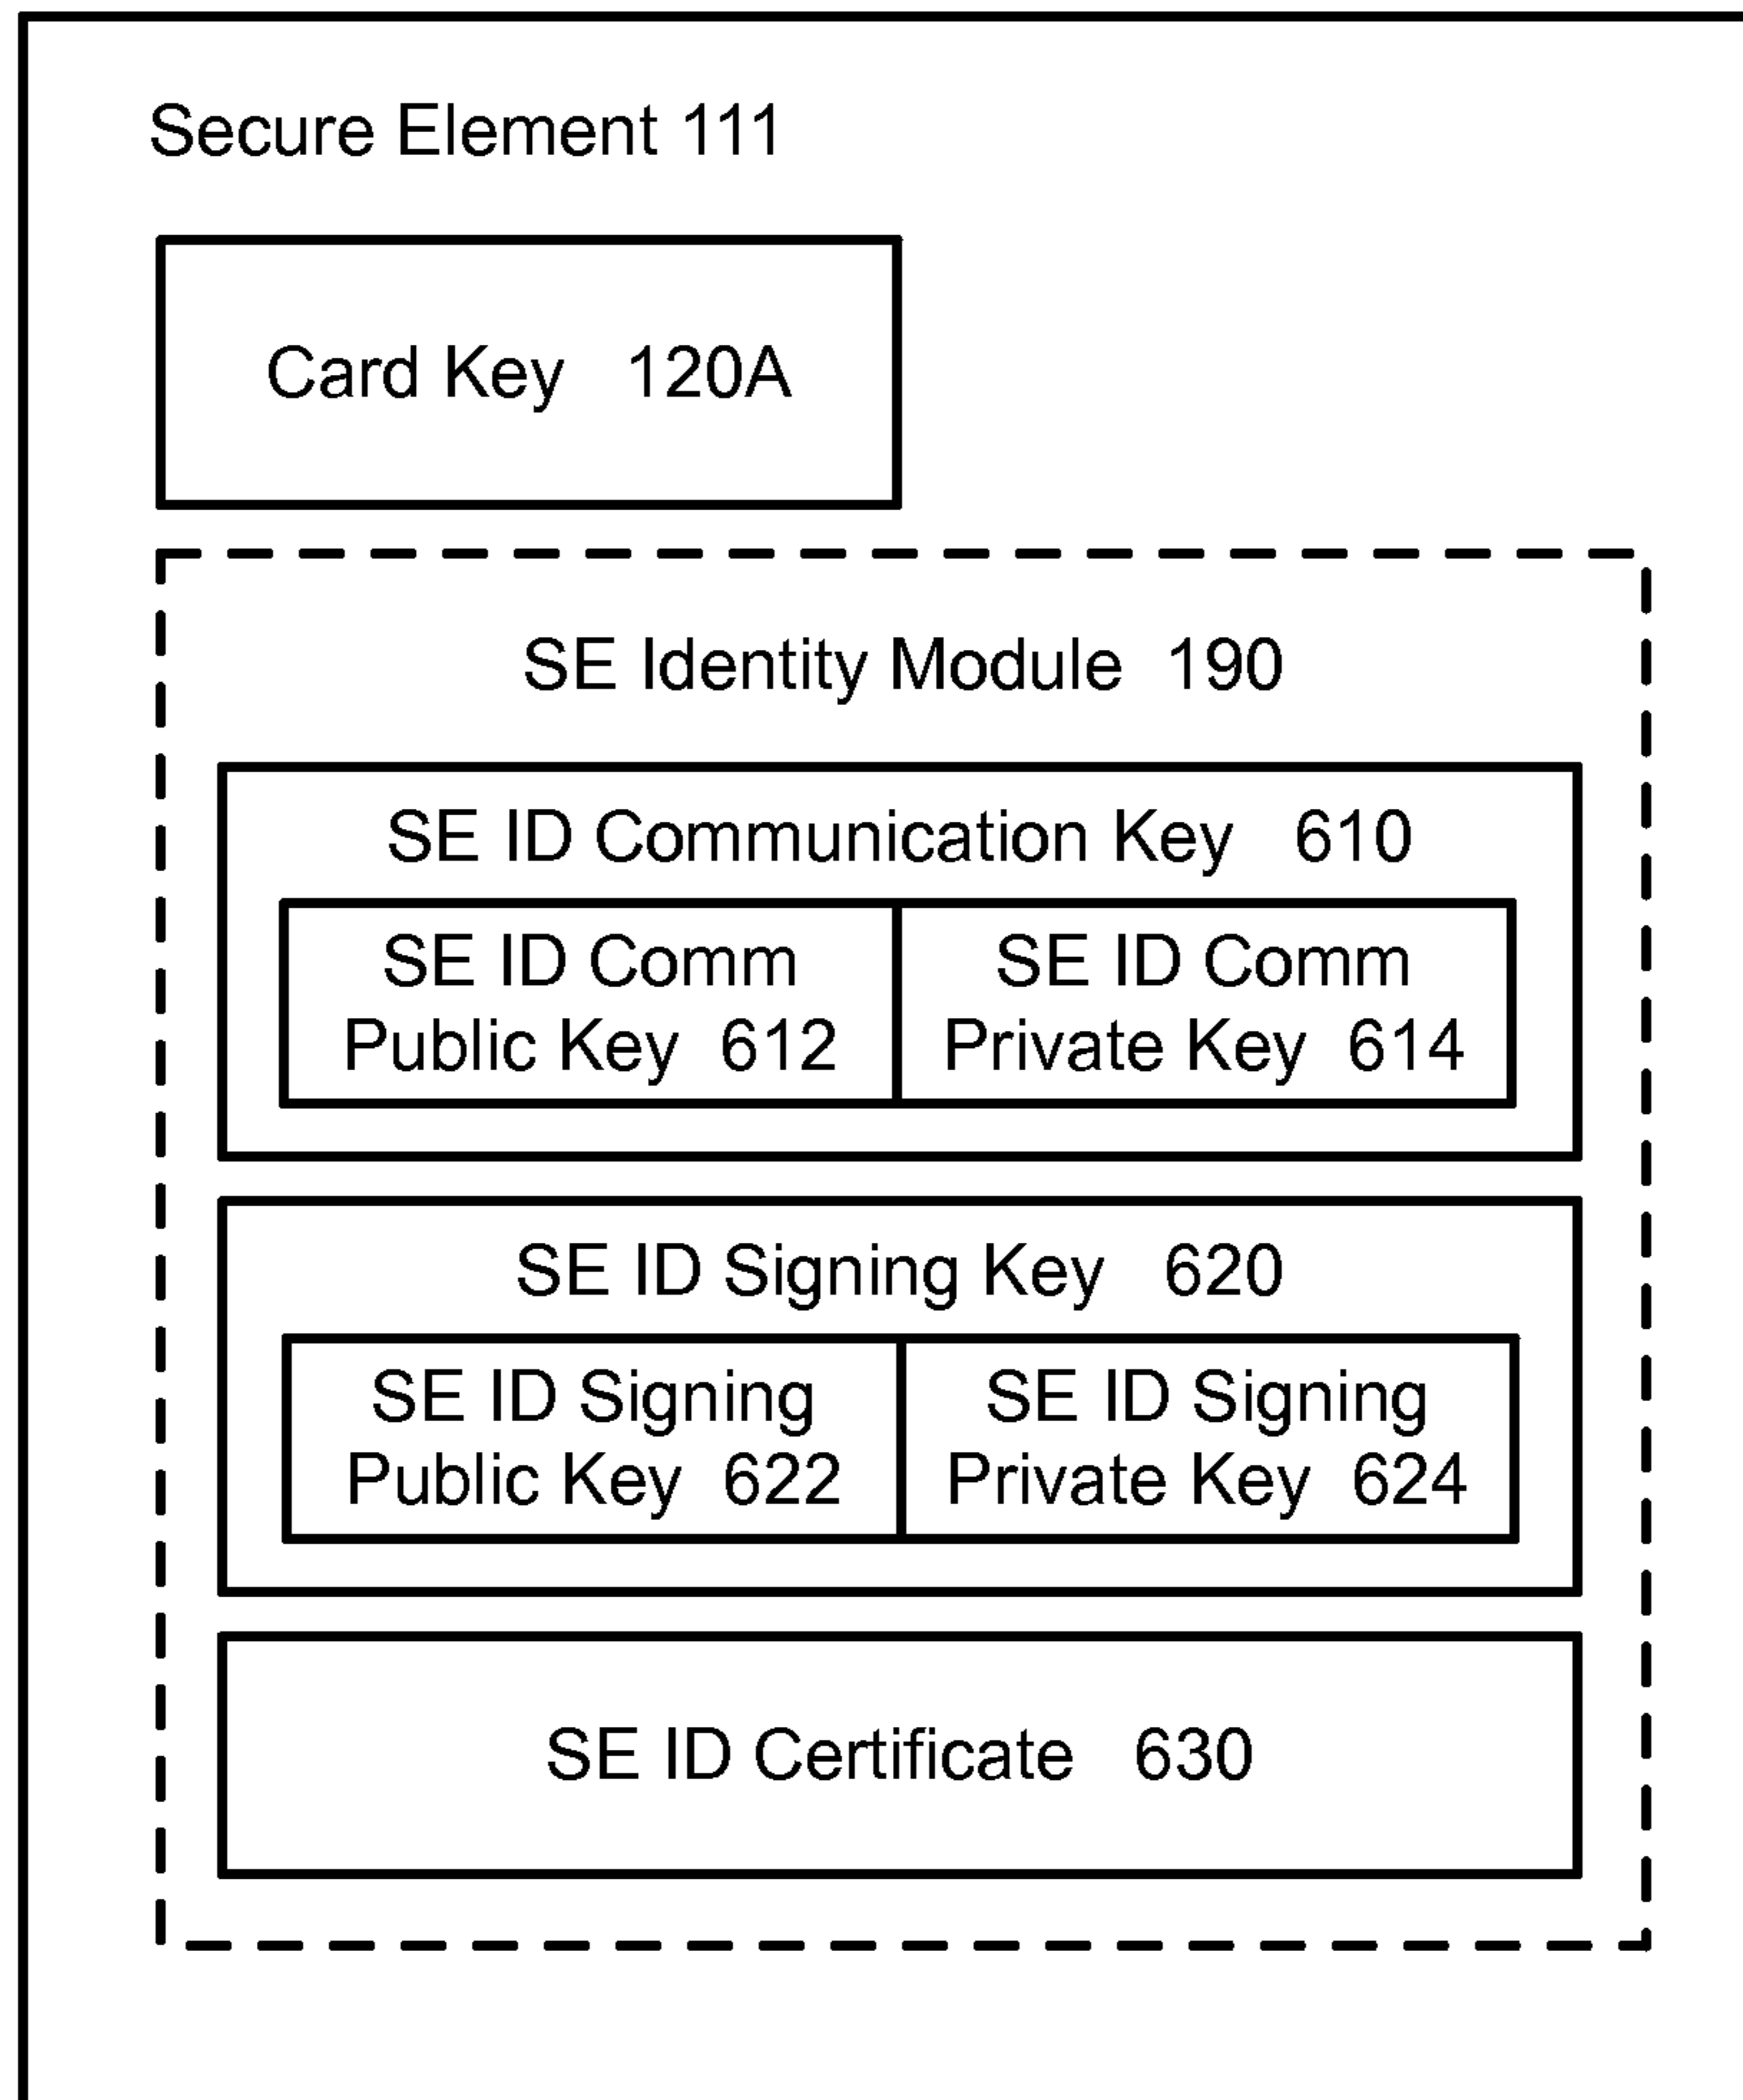 Secure Element 111
Card Key 120A
SE Identity Module 190
SE ID Communication Key 610
SE ID Comm
Public Key 612
SE ID Comm
Private Key 614
SE ID Signing Key 620
SE ID Signing
Public Key 622
SE ID Signing
Private Key 624
SE ID Certificate 630